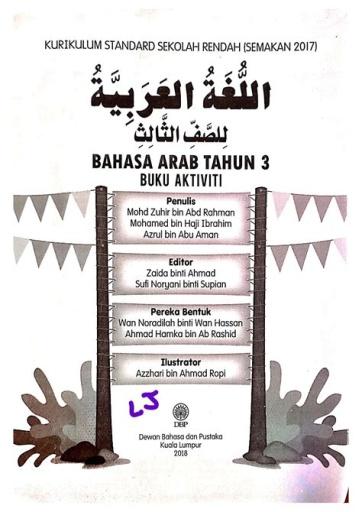 KURIKULUM STANDARD SEKOLAH RENDAH (SEMAKAN 2017)
اللُّغَةُ العَرَبِيَّةُ
لِلصَّفِّ الثَّالِثِ
BAHASA ARAB TAHUN 3
BUKU AKTIVITI
Penulis
Mohd Zuhir bin Abd Rahman
Mohamed bin Haji Ibrahim
Azrul bin Abu Aman
Editor
Zaida binti Ahmad
Sufi Noryani binti Supian
Pereka Bentuk
Wan Noradilah binti Wan Hassan
Ahmad Hamka bin Ab Rashid
Ilustrator
Azzhari bin Ahmad Ropi
DBP
Dewan Bahasa dan Pustaka
Kuala Lumpur
2018